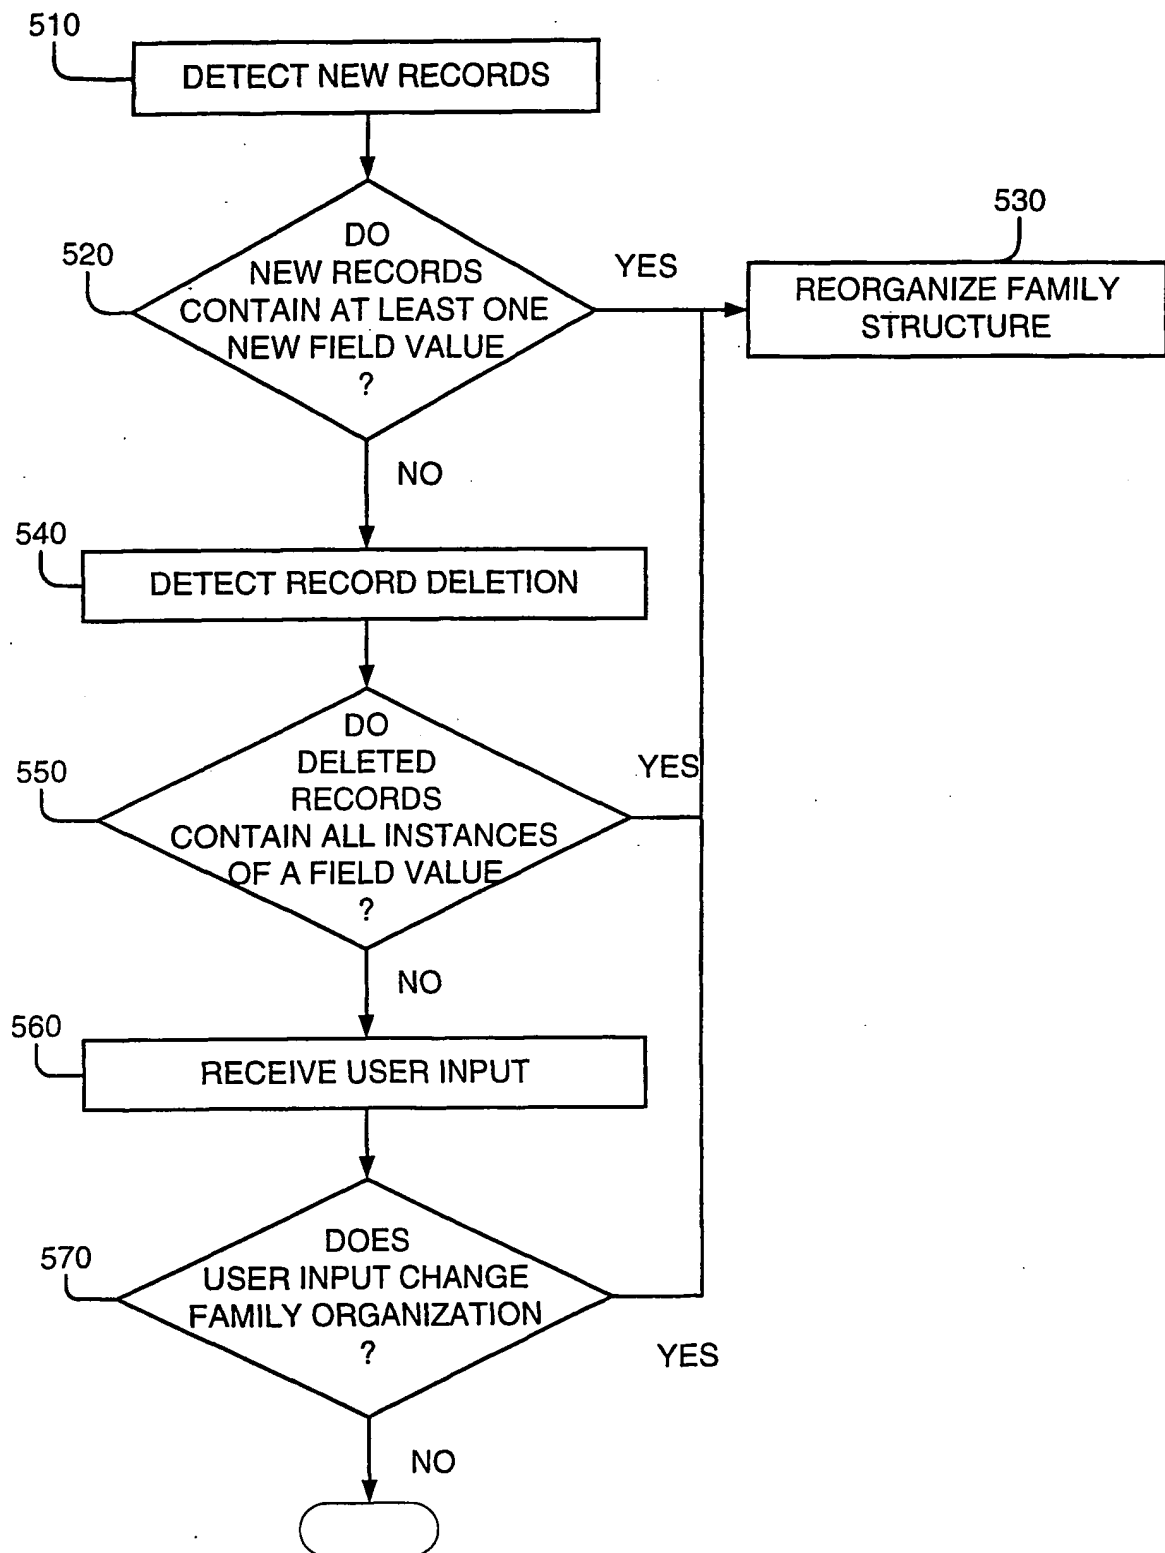 510
DETECT NEW RECORDS
520
DO
NEW RECORDS
CONTAIN AT LEAST ONE
NEW FIELD VALUE
?
YES
530
REORGANIZE FAMILY
STRUCTURE
NO
540
DETECT RECORD DELETION
550
DO
DELETED
RECORDS
CONTAIN ALL INSTANCES
OF A FIELD VALUE
?
YES
NO
560
RECEIVE USER INPUT
570
DOES
USER INPUT CHANGE
FAMILY ORGANIZATION
?
YES
NO